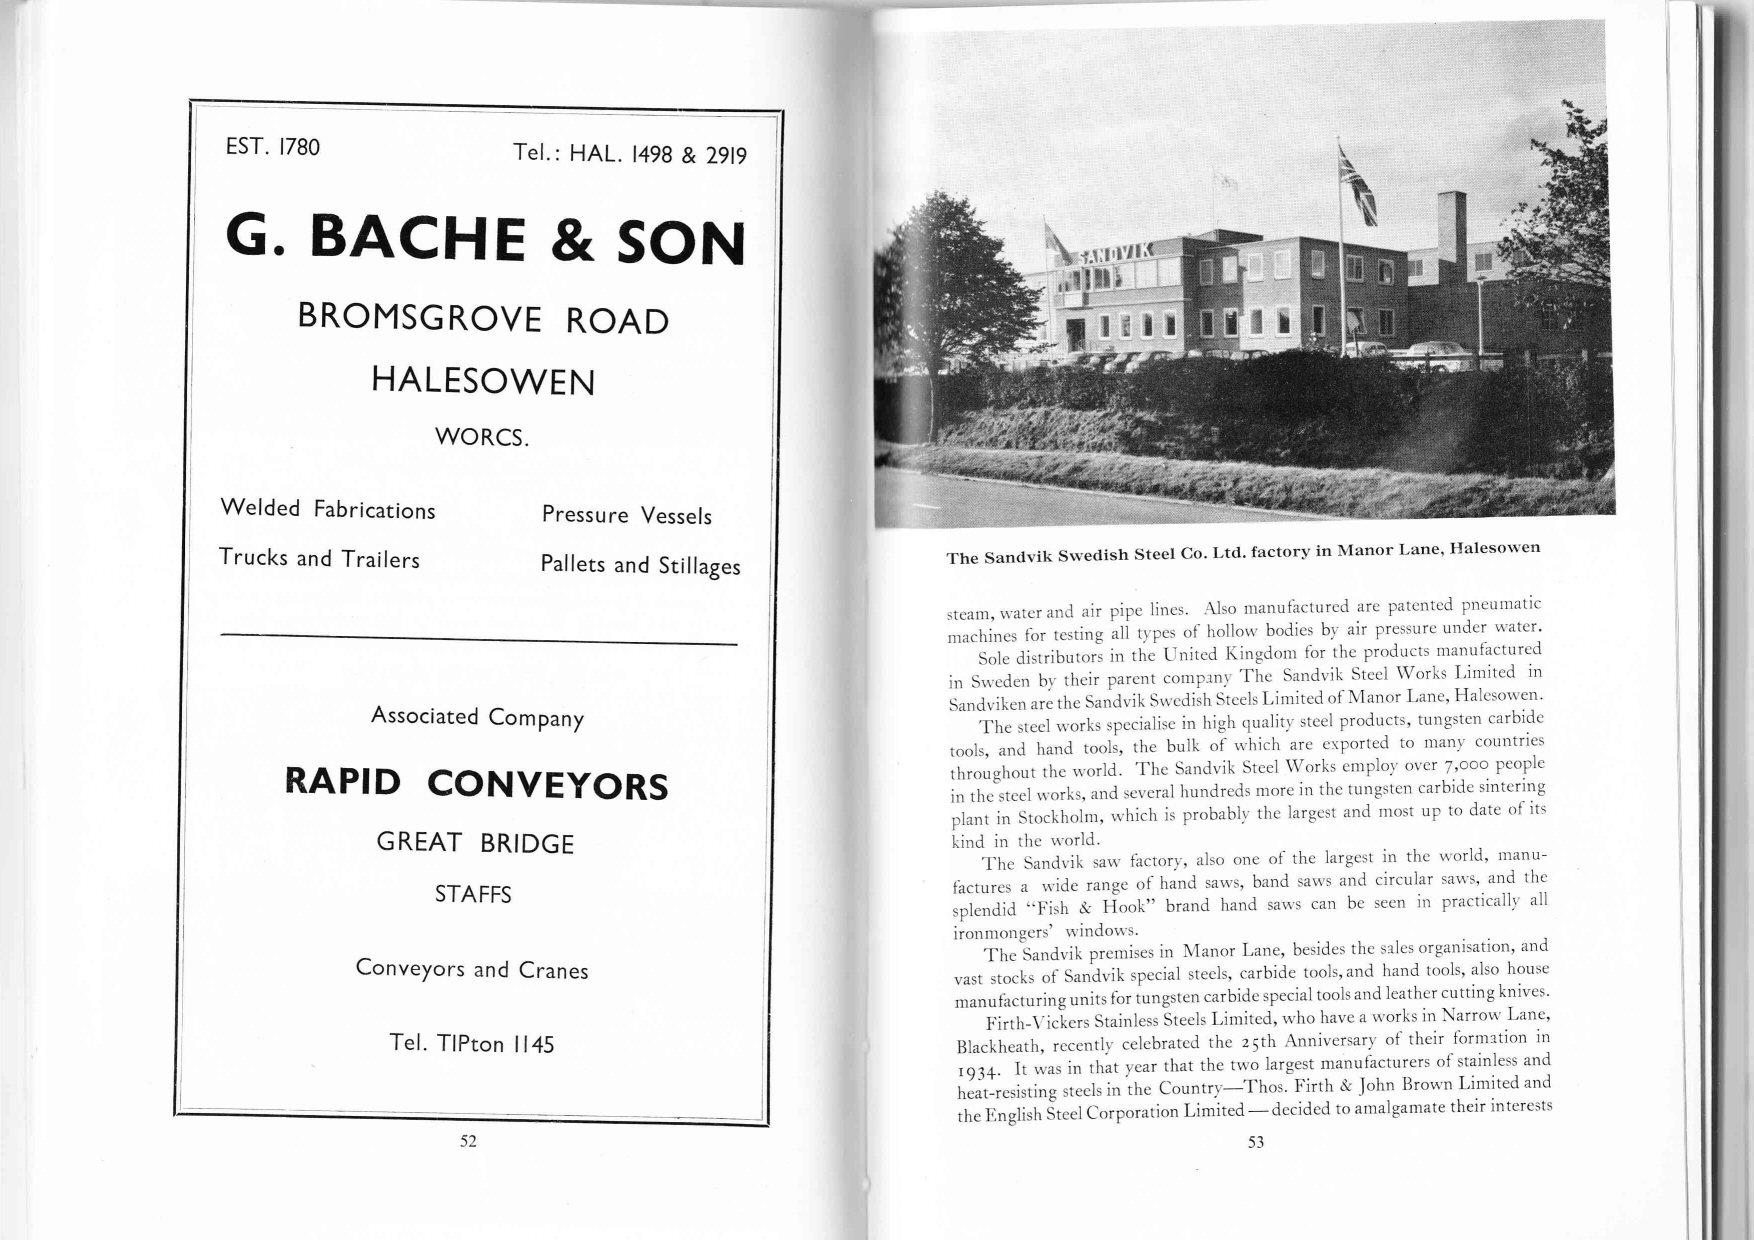 EST. 1780
Tel.: HAL. 1498 & 2919
G. BACHE & SON
BROMSGROVE ROAD
HALESOWEN
WORCS.
Welded Fabrications
Pressure Vessels
Trucks and Trailers
Pallets and Stillages
Associated Company
RAPID CONVEYORS
GREAT BRIDGE
STAFFS
Conveyors and Cranes
Tel. TIPton 1145
52
SANDVIK
The Sandvik Swedish Steel Co. Ltd. factory in Manor Lane, Halesowen
steam, water and air pipe lines. Also manufactured are patented pneumatic
machines for testing all types of hollow bodies by air pressure under water.
Sole distributors in the United Kingdom for the products manufactured
in Sweden by their parent company The Sandvik Steel Works Limited in
Sandviken are the Sandvik Swedish Steels Limited of Manor Lane, Halesowen.
The steel works specialise in high quality steel products, tungsten carbide
tools, and hand tools, the bulk of which are exported to many countries
throughout the world. The Sandvik Steel Works employ over 7,000 people
in the steel works, and several hundreds more in the tungsten carbide sintering
plant in Stockholm, which is probably the largest and most up to date of its
kind in the world.
The Sandvik saw factory, also one of the largest in the world, manu-
factures a wide range of hand saws, band saws and circular saws, and the
splendid "Fish & Hook" brand hand saws can be seen in practically all
ironmongers' windows.
The Sandvik premises in Manor Lane, besides the sales organisation, and
vast stocks of Sandvik special steels, carbide tools, and hand tools, also house
manufacturing units for tungsten carbide special tools and leather cutting knives.
Firth-Vickers Stainless Steels Limited, who have a works in Narrow Lane,
Blackheath, recently celebrated the 25th Anniversary of their formation in
1934. It was in that year that the two largest manufacturers of stainless and
heat-resisting steels in the Country—Thos. Firth & John Brown Limited and
the English Steel Corporation Limited — decided to amalgamate their interests
53